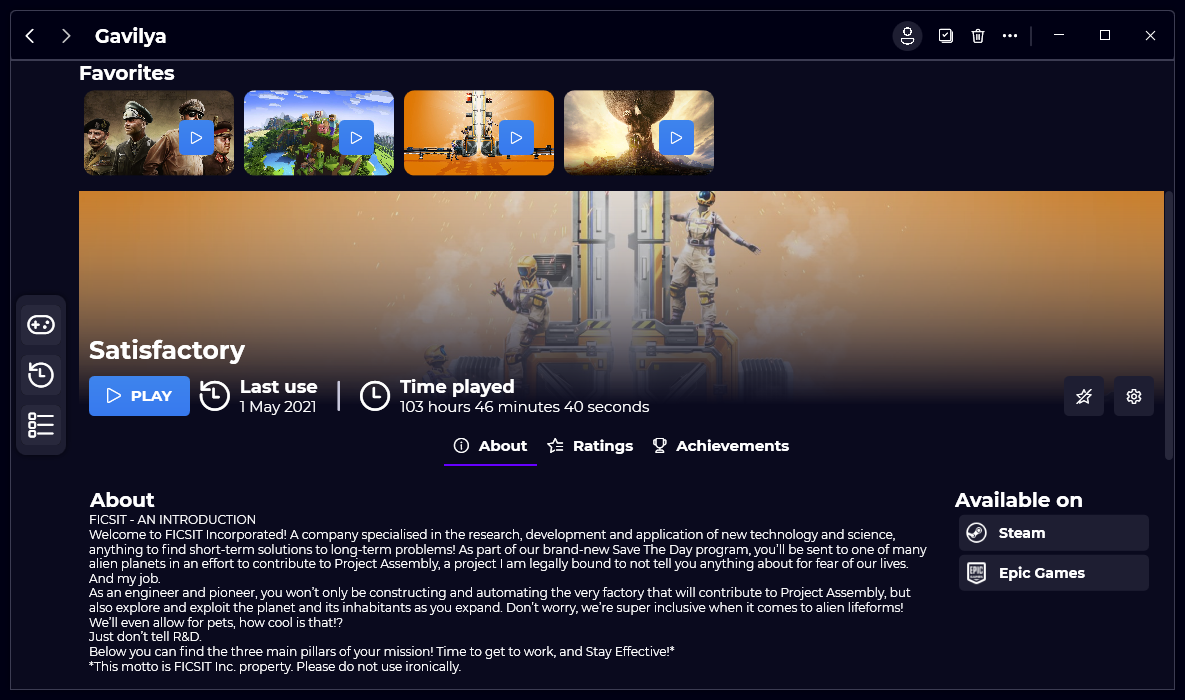 Gavilya
Favorites
Satisfactory
PLAY
Last use
1 May 2021
Time played
103 hours 46 minutes 40 seconds
About
Ratings
Achievements
About
FICSIT - AN INTRODUCTION
Welcome to FICSIT Incorporated! A company specialised in the research, development and application of new technology and science,
anything to find short-term solutions to long-term problems! As part of our brand-new Save The Day program, you’ll be sent to one of many
alien planets in an effort to contribute to Project Assembly, a project I am legally bound to not tell you anything about for fear of our lives.
And my job.
As an engineer and pioneer, you won’t only be constructing and automating the very factory that will contribute to Project Assembly, but
also explore and exploit the planet and its inhabitants as you expand. Don’t worry, we’re super inclusive when it comes to alien lifeforms!
We’ll even allow for pets, how cool is that!?
Just don’t tell R&D.
Below you can find the three main pillars of your mission! Time to get to work, and Stay Effective!*
*This motto is FICSIT Inc. property. Please do not use ironically.
Available on
Steam
EPIC
Epic Games